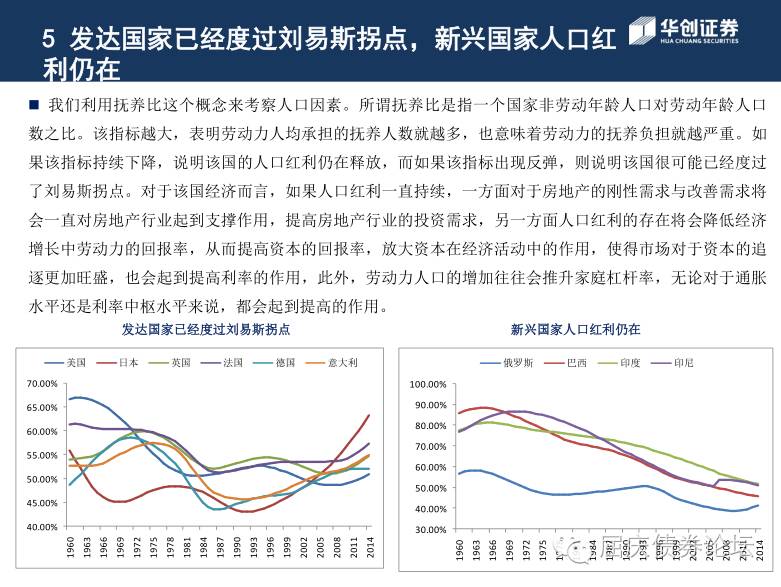 5 发达国家已经度过刘易斯拐点，新兴国家人口红
利仍在
华创证券
HUA CHUANG SECURITIES
我们利用抚养比这个概念来考察人口因素。所谓抚养比是指一个国家非劳动年龄人口对劳动年龄人口
数之比。该指标越大，表明劳动力人均承担的抚养人数就越多，也意味着劳动力的抚养负担就越严重。如
果该指标持续下降，说明该国的人口红利仍在释放，而如果该指标出现反弹，则说明该国很可能已经度过
了刘易斯拐点。对于该国经济而言，如果人口红利一直持续，一方面对于房地产的刚性需求与改善需求将
会一直对房地产行业起到支撑作用，提高房地产行业的投资需求，另一方面人口红利的存在将会降低经济
增长中劳动力的回报率，从而提高资本的回报率，放大资本在经济活动中的作用，使得市场对于资本的追
逐更加旺盛，也会起到提高利率的作用，此外，劳动力人口的增加往往会推升家庭杠杆率，无论对于通胀
水平还是利率中枢水平来说，都会起到提高的作用。
发达国家已经度过刘易斯拐点
美国 日本 英国 法国 德国 意大利
70.00%
65.00%
60.00%
55.00%
50.00%
45.00%
40.00%
1960 1963 1966 1969 1972 1975 1978 1981 1984 1987 1990 1993 1996 1999 2002 2005 2008 2011 2014
新兴国家人口红利仍在
俄罗斯 巴西 印度 印尼
100.00%
90.00%
80.00%
70.00%
60.00%
50.00%
40.00%
30.00%
1960 1963 1966 1969 1972 1975 1984 1987 1990 1993 1996 1999 2002 2005 2008 2011 2014
屈庆债券论坛